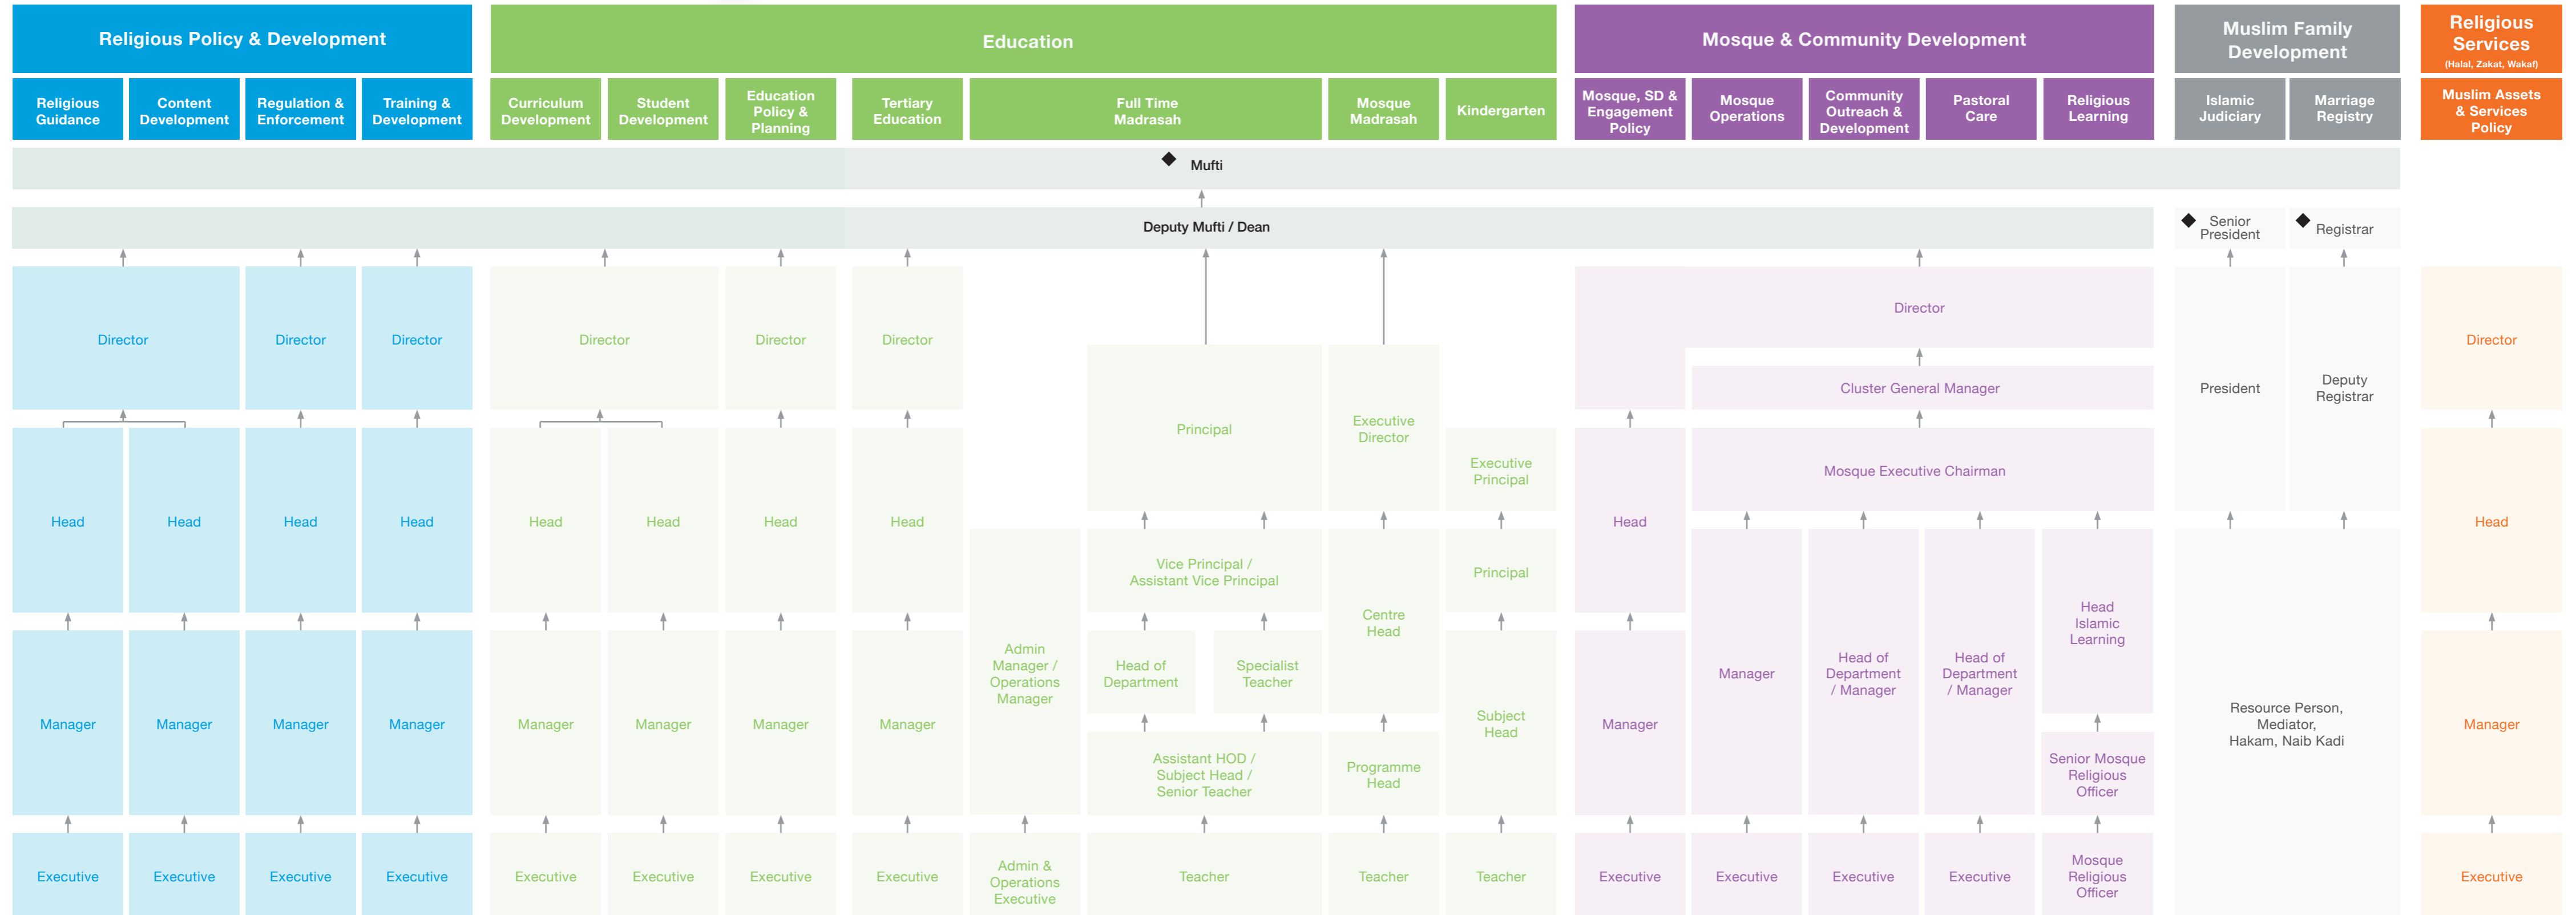 Religious Policy & Development
Education
Mosque & Community Development
Muslim Family
Development
Religious
Services
(Halal, Zakat, Wakaf)
Religious
Guidance
Content
Development
Regulation &
Enforcement
Training &
Development
Curriculum
Development
Student
Development
Education
Policy &
Planning
Tertiary
Education
Full Time
Madrasah
Mosque
Madrasah
Kindergarten
Mosque, SD &
Engagement
Policy
Mosque
Operations
Community
Outreach &
Development
Pastoral
Care
Religious
Learning
Islamic
Judiciary
Marriage
Registry
Muslim Assets
& Services
Policy
Mufti
Deputy Mufti / Dean
Senior
President
Registrar
Director
Director
Director
Director
Director
Director
Principal
Executive
Director
Executive
Principal
Director
Cluster General Manager
Mosque Executive Chairman
President
Deputy
Registrar
Director
Head
Head
Head
Head
Head
Head
Head
Head
Vice Principal /
Assistant Vice Principal
Centre
Head
Principal
Head
Head
Islamic
Learning
Head
Manager
Manager
Manager
Manager
Manager
Manager
Manager
Manager
Admin
Manager /
Operations
Manager
Head of
Department
Specialist
Teacher
Assistant HOD /
Subject Head /
Senior Teacher
Programme
Head
Subject
Head
Manager
Manager
Head of
Department
/ Manager
Head of
Department
/ Manager
Senior Mosque
Religious
Officer
Resource Person,
Mediator,
Hakam, Naib Kadi
Manager
Executive
Executive
Executive
Executive
Executive
Executive
Executive
Executive
Admin &
Operations
Executive
Teacher
Teacher
Teacher
Executive
Executive
Executive
Executive
Mosque
Religious
Officer
Executive